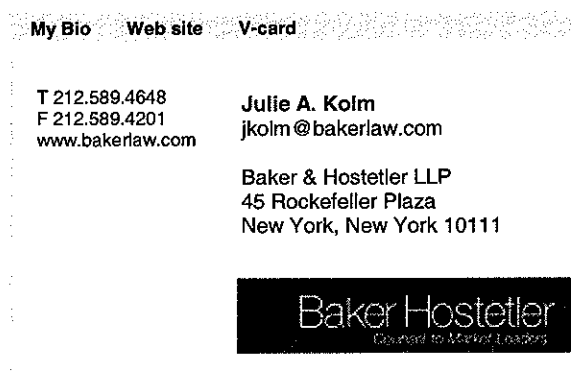 My Bio Web site V-card
T 212.589.4648
F 212.589.4201
www.bakerlaw.com
Julie A. Kolm
jkolm@bakerlaw.com
Baker & Hostetler LLP
45 Rockefeller Plaza
New York, New York 10111
Baker Hostetler
Counsel to Market Leaders